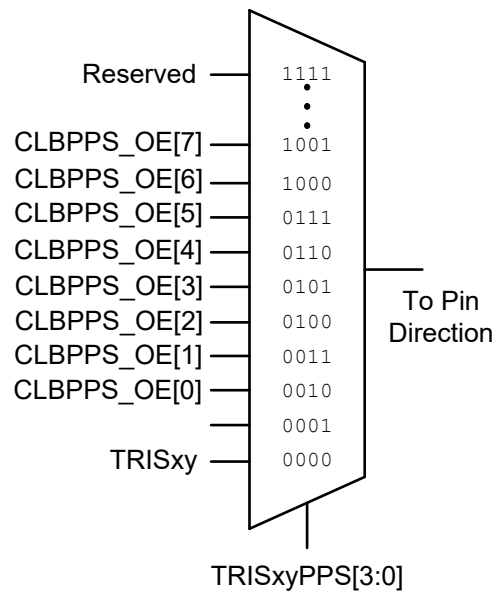 Reserved 1111
CLBPPS_OE[7] 1001
CLBPPS_OE[6] 1000
CLBPPS_OE[5] 0111
CLBPPS_OE[4] 0110
CLBPPS_OE[3] 0101
CLBPPS_OE[2] 0100
CLBPPS_OE[1] 0011
CLBPPS_OE[0] 0010
0001
TRISxy 0000
To Pin
Direction
TRISxyPPS[3:0]